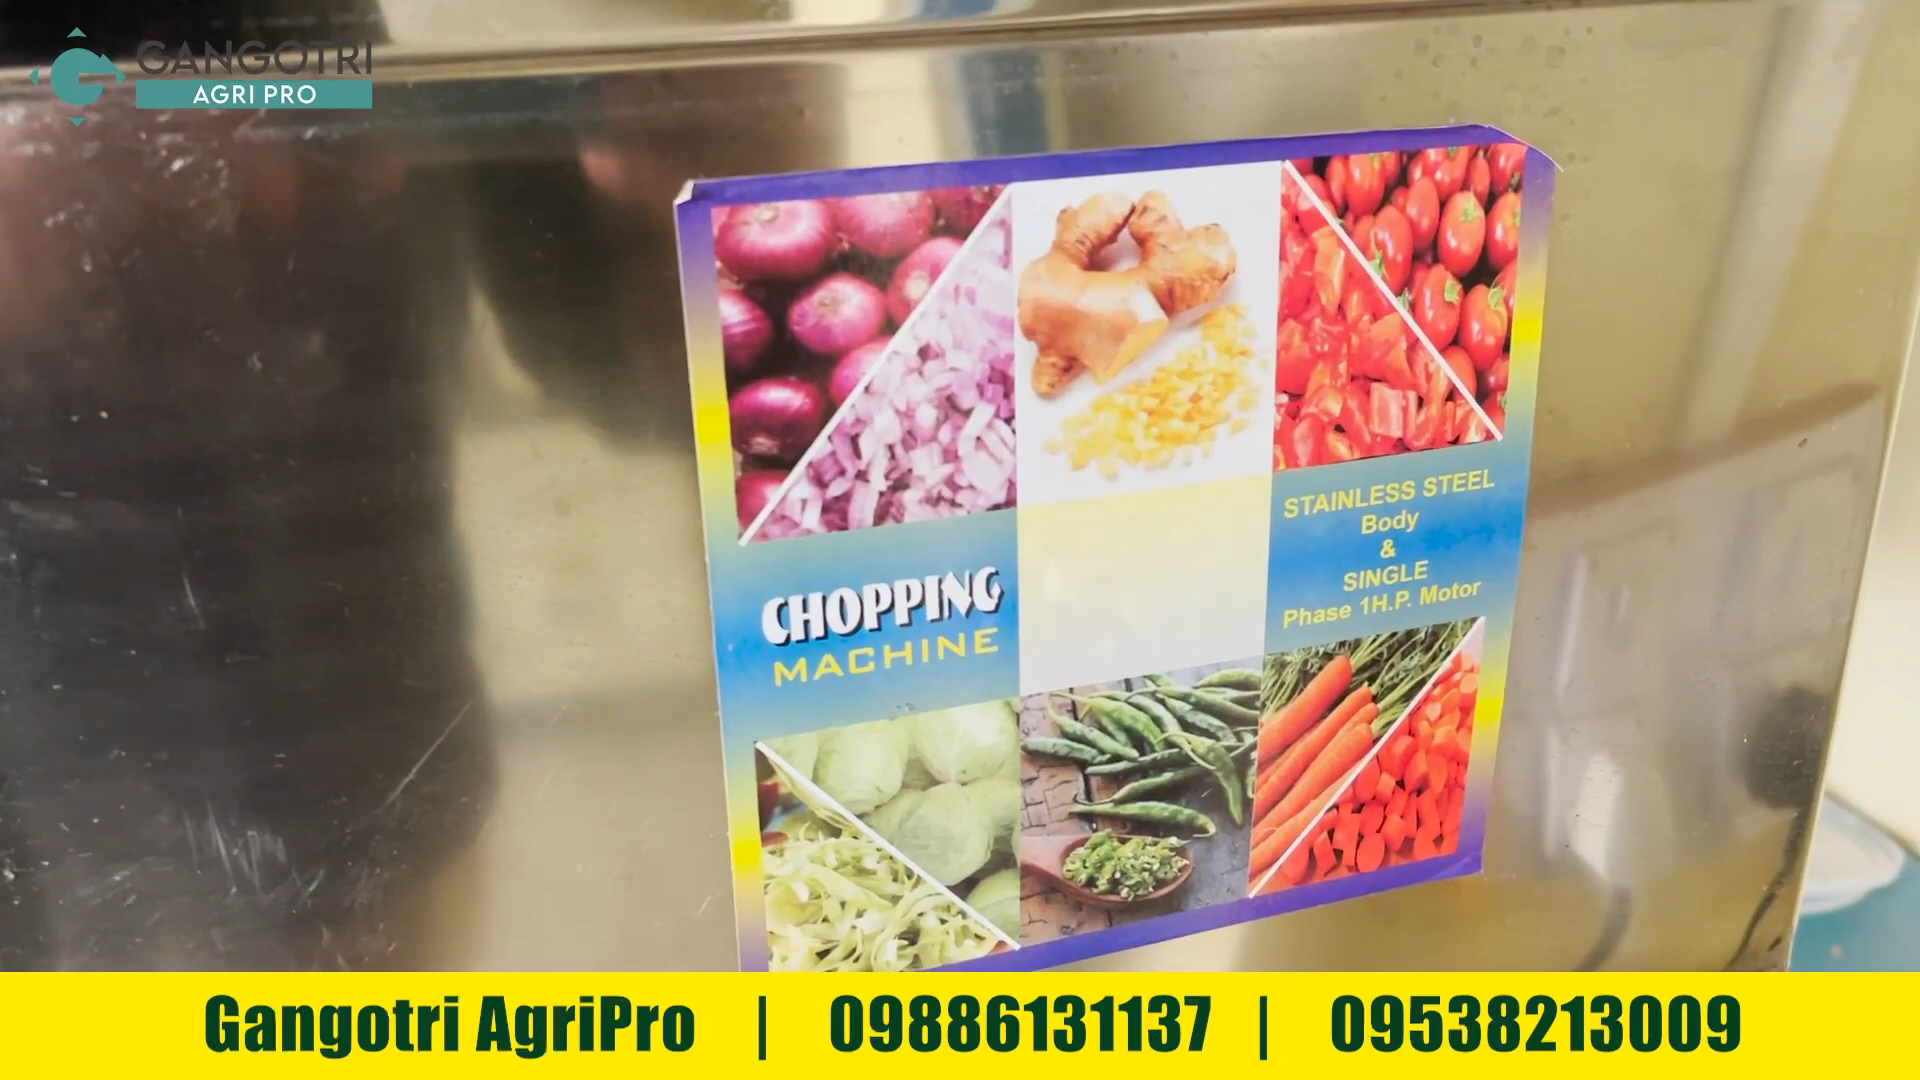 GANGOTRI
AGRI PRO
CHOPPING
MACHINE
STAINLESS STEEL
Body
&
SINGLE
Phase 1H.P. Motor
Gangotri AgriPro | 09886131137 | 09538213009